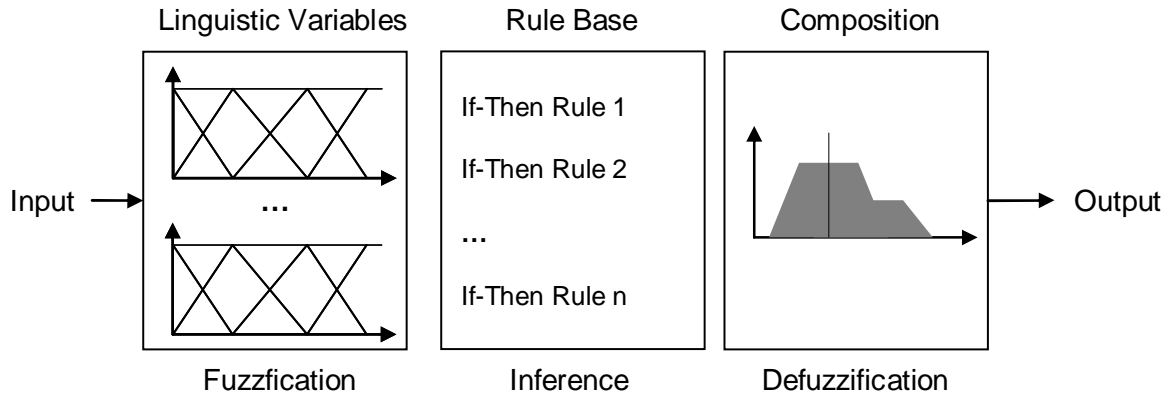 Linguistic Variables
Rule Base
Composition
If-Then Rule 1
If-Then Rule 2
Input
...
Output
...
If-Then Rule n
Fuzzfication
Inference
Defuzzification